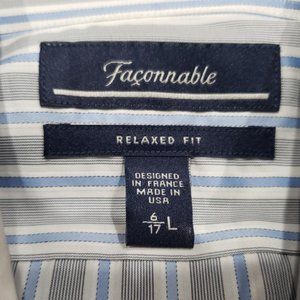 Façonnable
RELAXED FIT
DESIGNED
IN FRANCE
MADE IN
USA
6/17 L